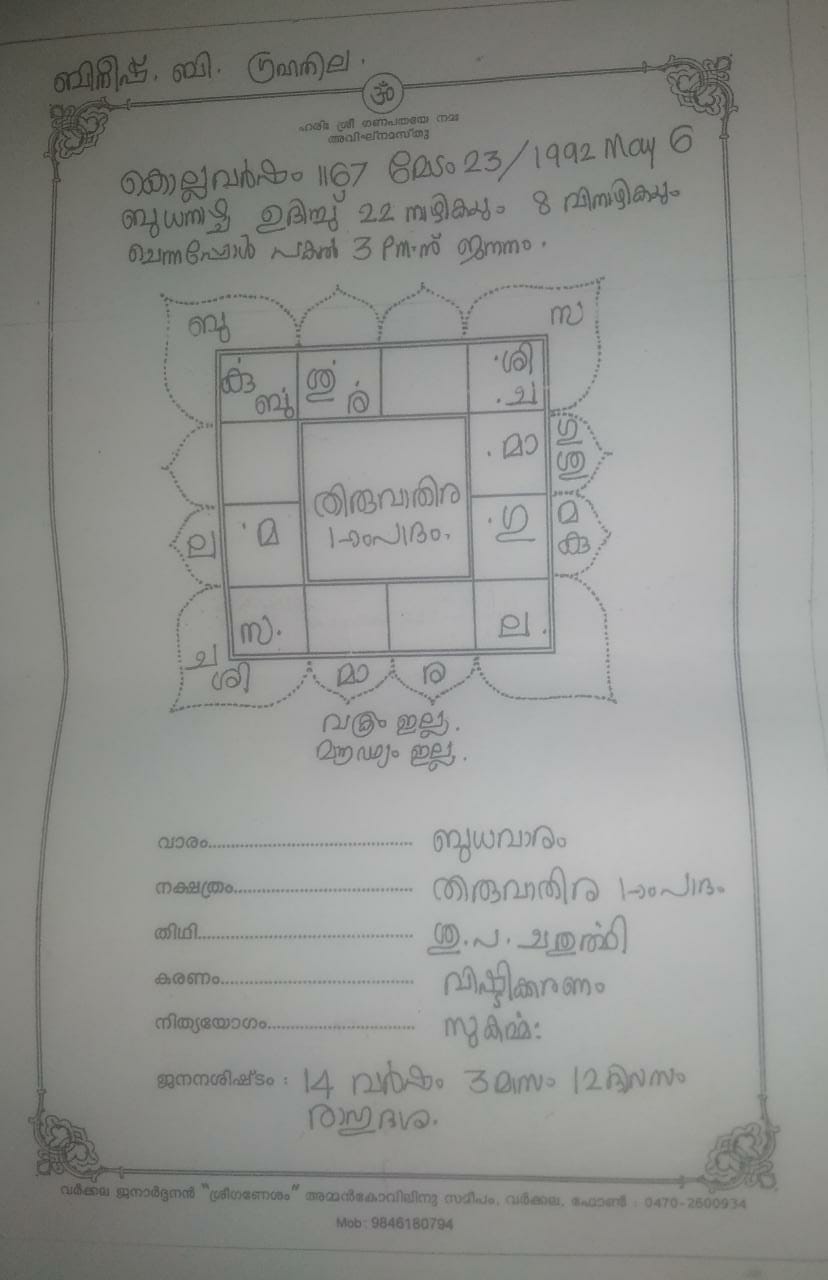 ബിനീഷ്. ബി. ഗ്രഹനില.
ഓം
ഹരിഃ ശ്രീ ഗണപതയേ നമഃ
അവിഘ്നമസ്തു
കൊല്ലവർഷം 1167 മേടം 23/1992 May 6
ബുധനാഴ്ച ഉദിച്ചു് 22 നാഴികയും 8 വിനാഴികയും
ചെന്നപ്പോൾ പകൽ 3 Pm.ന് ജനനം.
ബു സ
കു ബു ശു ര ശി ച
മാ ഗു ശു
തിരുവാതിര
1-ാംപാദം.
ല മ ഗു മ കു
സ ല
ച ശി മാ ര
വക്രം ഇല്ല.
മൗഢ്യം ഇല്ല.
വാരം........................................ ബുധവാരം
നക്ഷത്രം................................... തിരുവാതിര 1-ാംപാദം
തിഥി......................................... ശു.പ. ചതുർത്ഥി
കരണം...................................... വിഷ്ടിക്കരണം
നിത്യയോഗം............................. സുകർമ്മഃ
ജനനശിഷ്ടം : 14 വർഷം 3 മാസം 12 ദിവസം
രാഹുദശ.
വർക്കല ജനാർദ്ദനൻ "ശ്രീഗണേശം" അമ്മൻകോവിലിനു സമീപം, വർക്കല, ഫോൺ : 0470-2600934
Mob: 9846180794